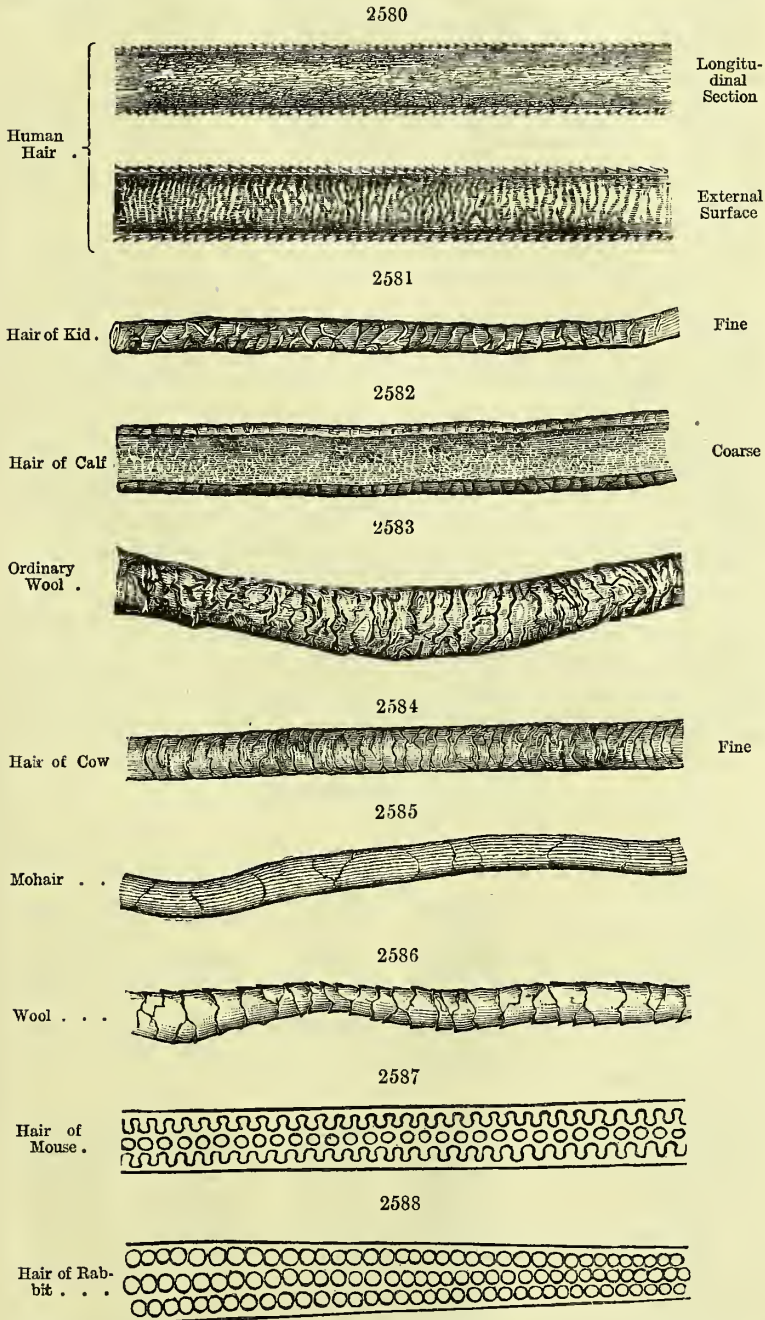 2580
Human
Hair .
Longitu-
dinal
Section
External
Surface
2581
Hair of Kid .
Fine
2582
Hair of Calf
Coarse
2583
Ordinary
Wool .
2584
Hair of Cow
Fine
2585
Mohair . .
2586
Wool . . .
2587
Hair of
Mouse .
2588
Hair of Rab-
bit . . .